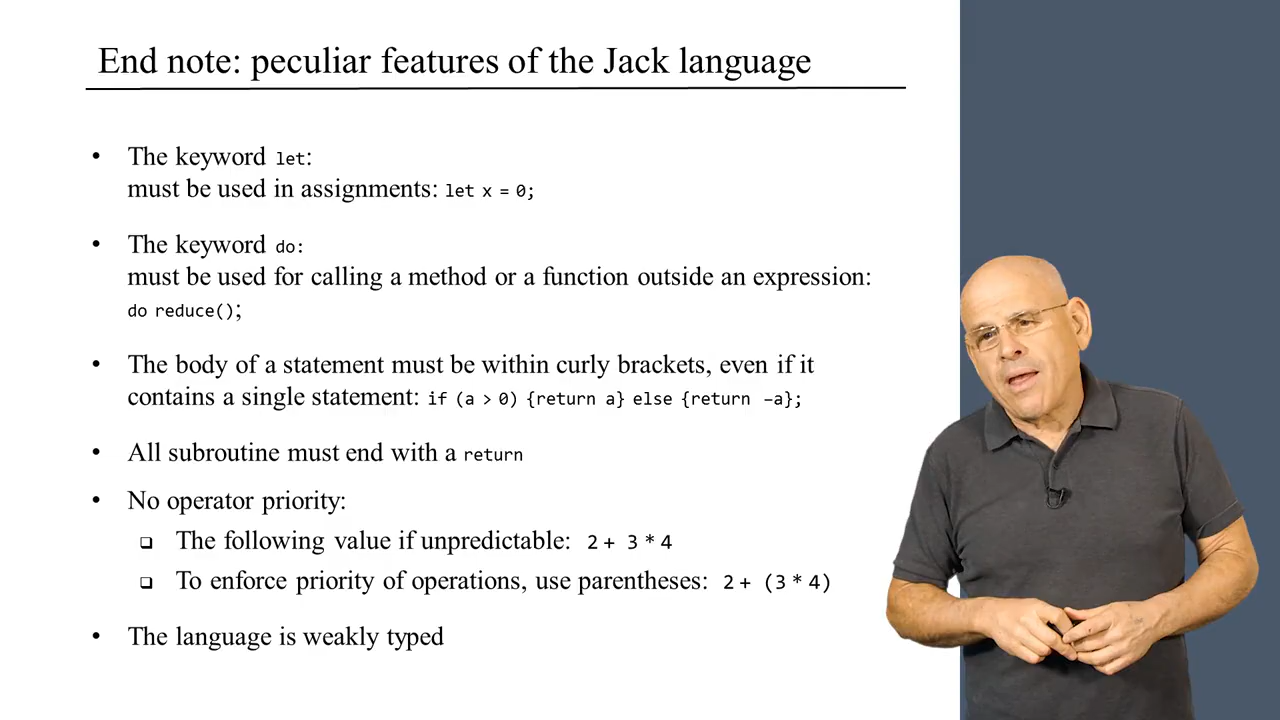 End note: peculiar features of the Jack language
• The keyword let:
must be used in assignments: let x = 0;
• The keyword do:
must be used for calling a method or a function outside an expression:
do reduce();
• The body of a statement must be within curly brackets, even if it
contains a single statement: if (a > 0) {return a} else {return –a};
• All subroutine must end with a return
• No operator priority:
❑ The following value if unpredictable: 2 + 3 * 4
❑ To enforce priority of operations, use parentheses: 2 + (3 * 4)
• The language is weakly typed